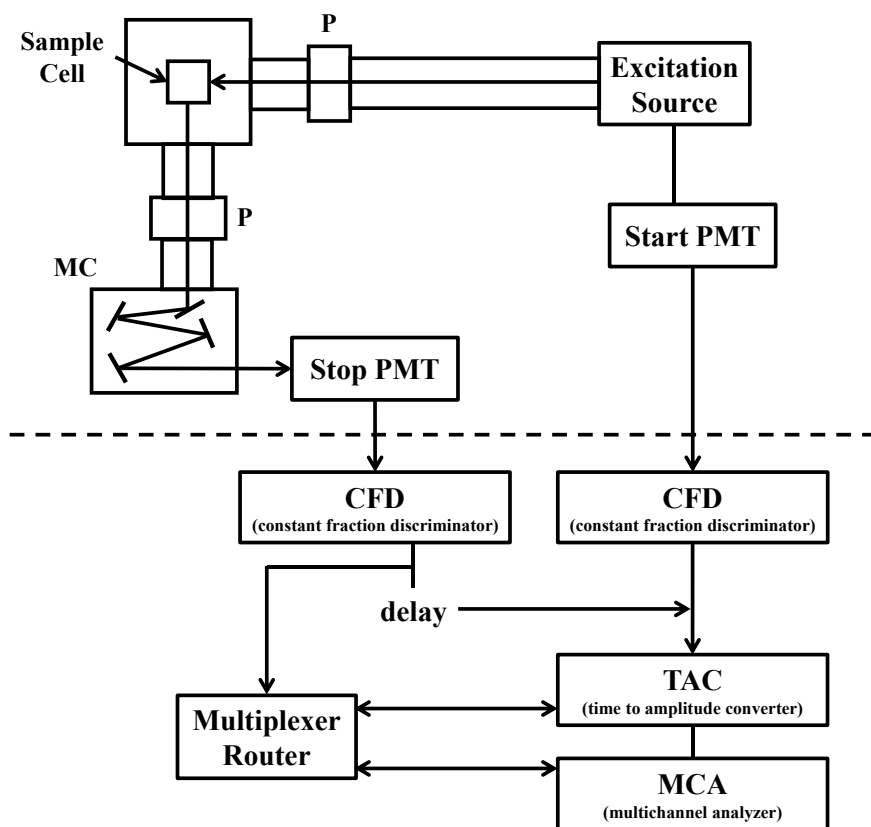 P
Sample
Cell
Excitation
Source
P
Start PMT
MC
Stop PMT
CFD
(constant fraction discriminator)
CFD
(constant fraction discriminator)
delay
TAC
(time to amplitude converter)
Multiplexer
Router
MCA
(multichannel analyzer)